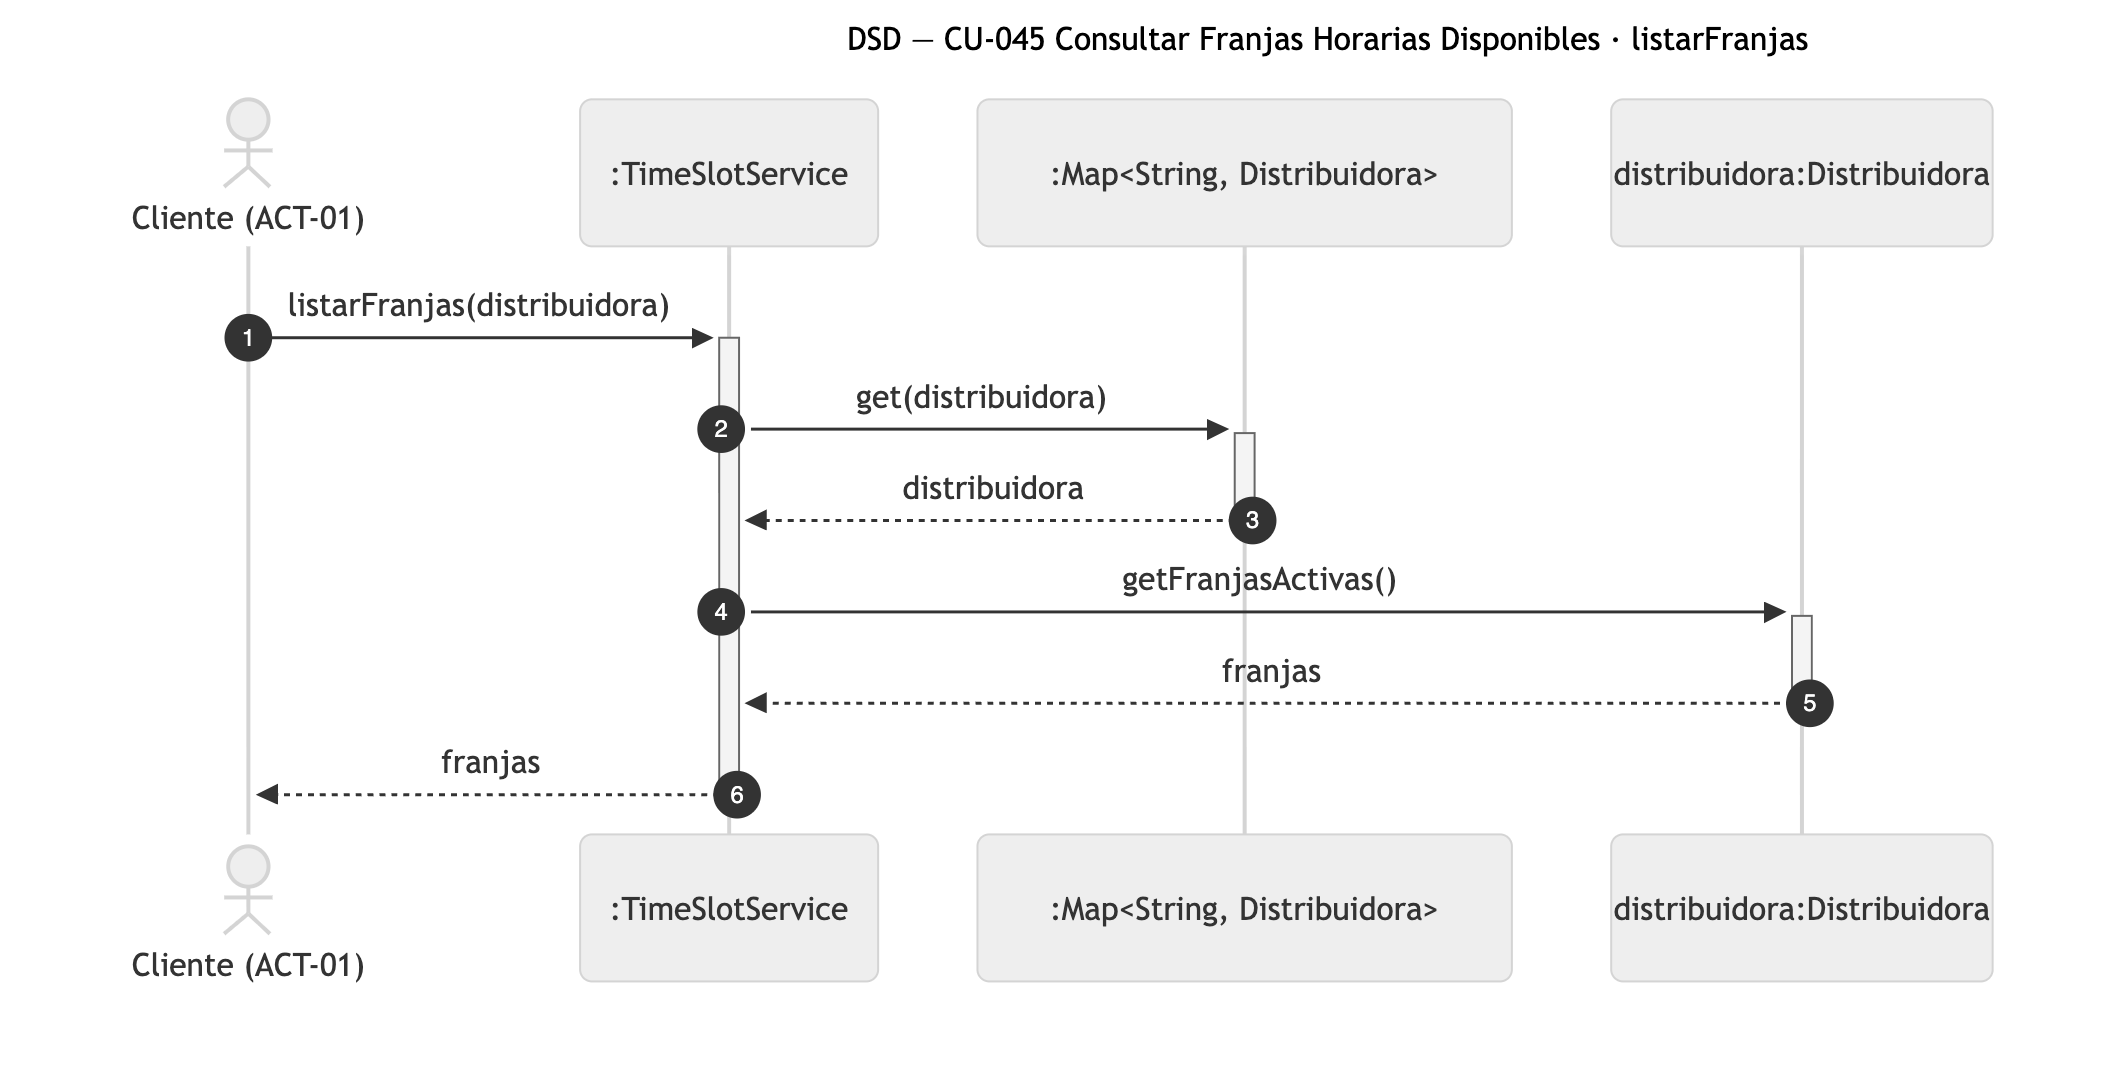 DSD — CU-045 Consultar Franjas Horarias Disponibles · listarFranjas
Cliente (ACT-01)
:TimeSlotService
:Map<String, Distribuidora>
distribuidora:Distribuidora
listarFranjas(distribuidora)
1
get(distribuidora)
2
distribuidora
3
getFranjasActivas()
4
franjas
5
franjas
6
Cliente (ACT-01)
:TimeSlotService
:Map<String, Distribuidora>
distribuidora:Distribuidora